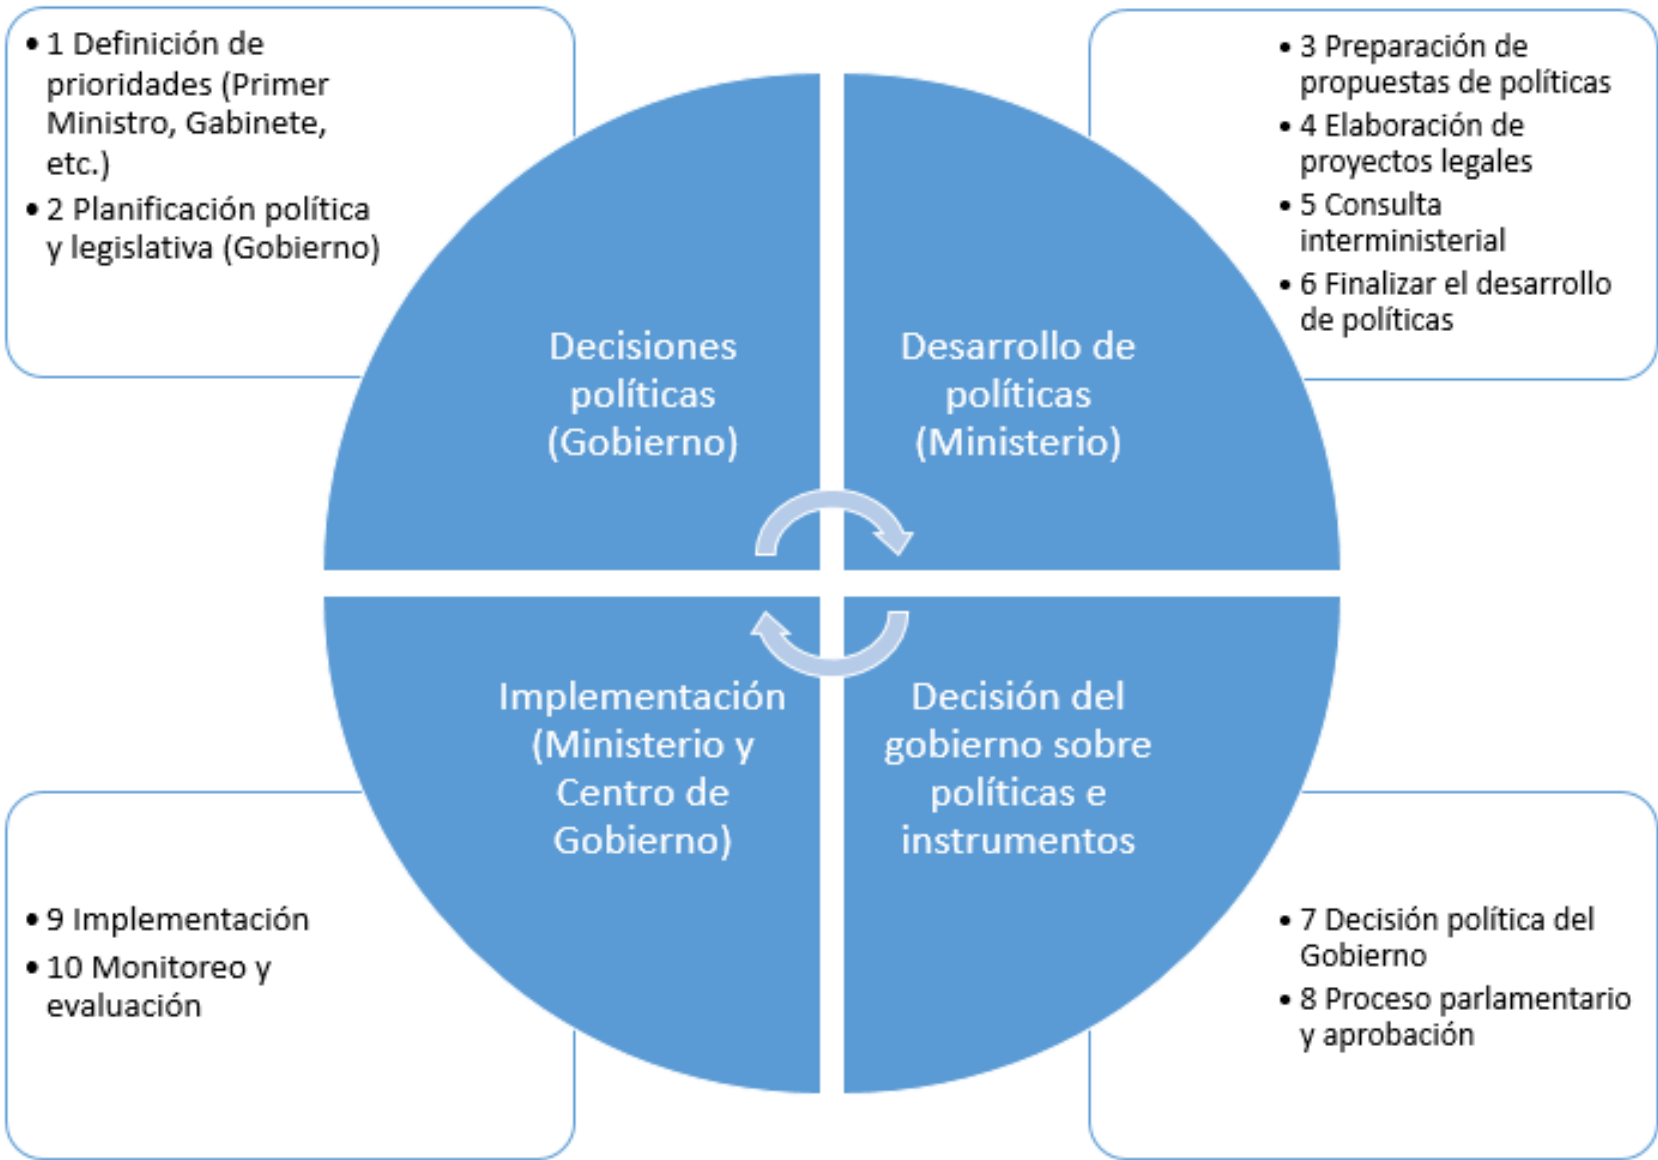 • 1 Definición de
prioridades (Primer
Ministro, Gabinete,
etc.)
• 2 Planificación política
y legislativa (Gobierno)
• 3 Preparación de
propuestas de políticas
• 4 Elaboración de
proyectos legales
• 5 Consulta
interministerial
• 6 Finalizar el desarrollo
de políticas
Decisiones
políticas
(Gobierno)
Desarrollo de
políticas
(Ministerio)
Implementación
(Ministerio y
Centro de
Gobierno)
Decisión del
gobierno sobre
políticas e
instrumentos
• 9 Implementación
• 10 Monitoreo y
evaluación
• 7 Decisión política del
Gobierno
• 8 Proceso parlamentario
y aprobación